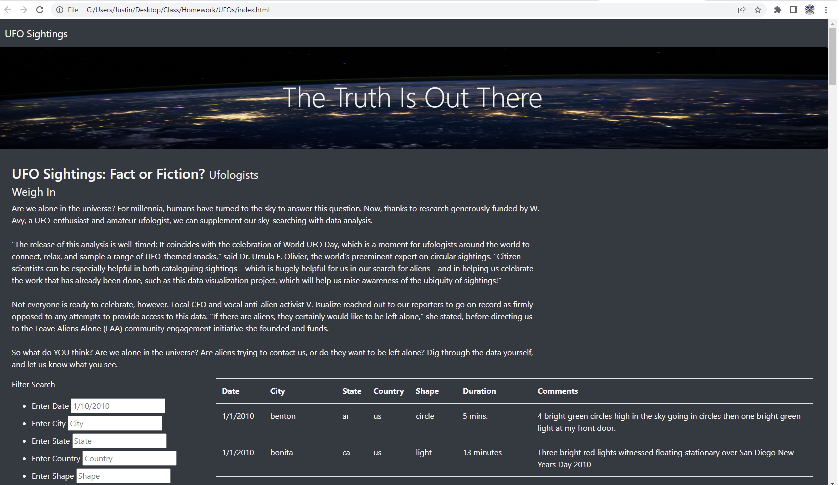 File C:/Users/Justin/Desktop/Class/Homework/UFOs/index.html
UFO Sightings
The Truth Is Out There
UFO Sightings: Fact or Fiction? Ufologists
Weigh In
Are we alone in the universe? For millennia, humans have turned to the sky to answer this question. Now, thanks to research generously funded by W.
Avy, a UFO-enthusiast and amateur ufologist, we can supplement our sky-searching with data analysis.
"The release of this analysis is well-timed: It coincides with the celebration of World UFO Day, which is a moment for ufologists around the world to
connect, relax, and sample a range of UFO-themed snacks," said Dr. Ursula F. Olivier, the world's preeminent expert on circular sightings. "Citizen
scientists can be especially helpful in both cataloguing sightings—which is hugely helpful for us in our search for aliens—and in helping us celebrate
the work that has already been done, such as this data visualization project, which will help us raise awareness of the ubiquity of sightings!"
Not everyone is ready to celebrate, however. Local CEO and vocal anti-alien activist V. Isualize reached out to our reporters to go on record as firmly
opposed to any attempts to provide access to this data. "If there are aliens, they certainly would like to be left alone," she stated, before directing us
to the Leave Aliens Alone (LAA) community engagement initiative she founded and funds.
So what do YOU think? Are we alone in the universe? Are aliens trying to contact us, or do they want to be left alone? Dig through the data yourself,
and let us know what you see.
Filter Search
Enter Date 1/10/2010
Enter City City
Enter State State
Enter Country Country
Enter Shape Shape
Date City State Country Shape Duration Comments
1/1/2010 benton ar us circle 5 mins. 4 bright green circles high in the sky going in circles then one bright green
light at my front door.
1/1/2010 bonita ca us light 13 minutes Three bright red lights witnessed floating stationary over San Diego New
Years Day 2010